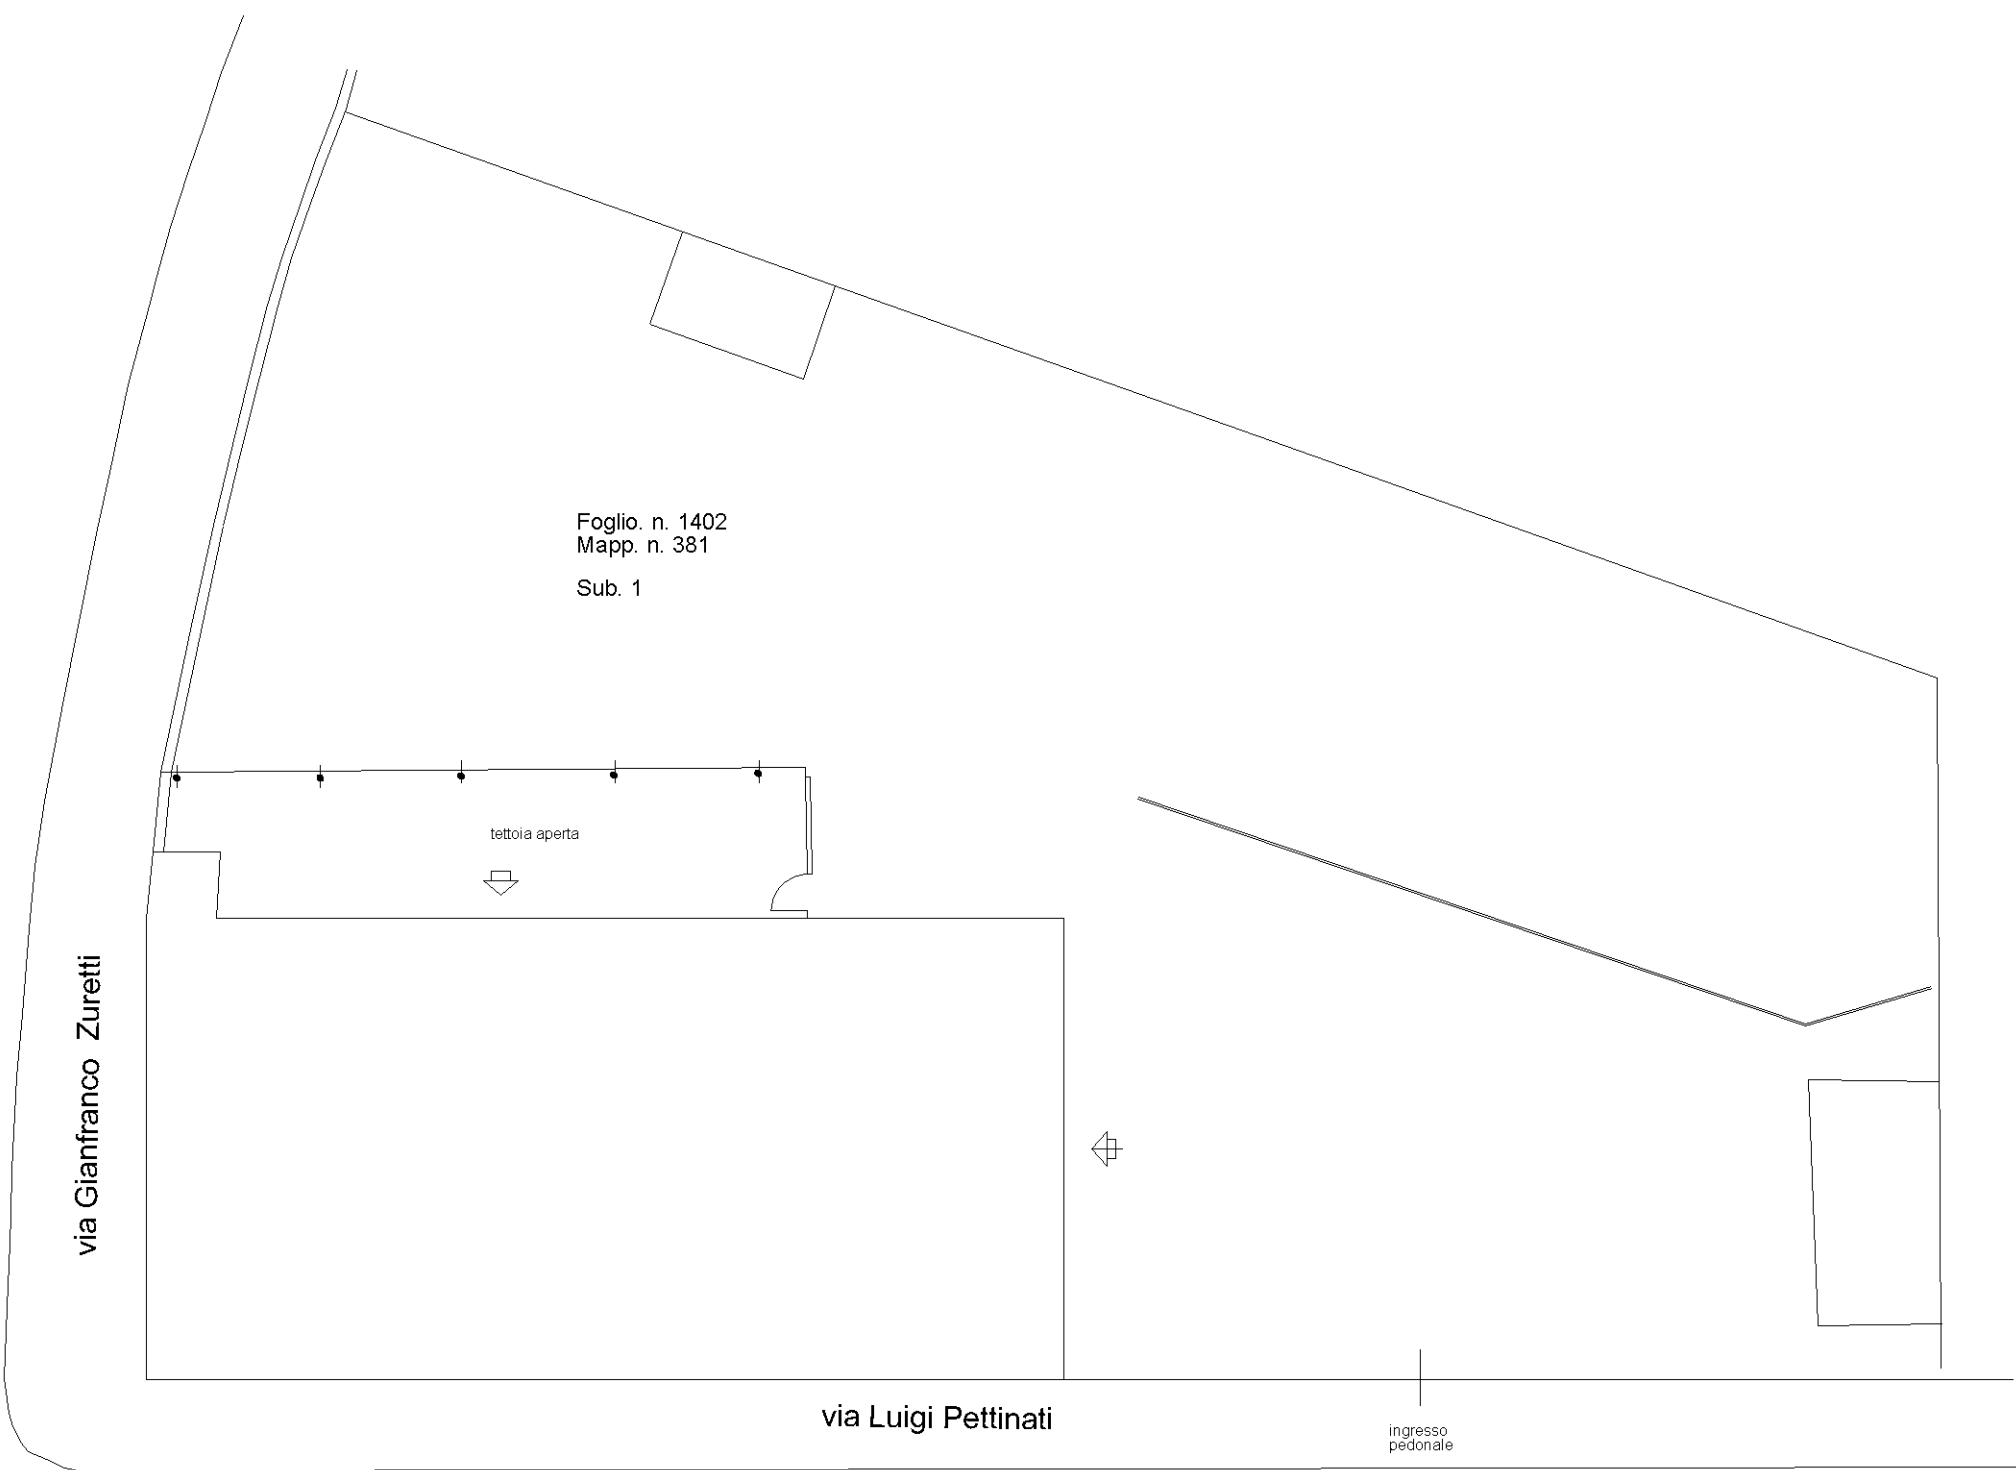 Foglio. n. 1402
Mapp. n. 381
Sub. 1
tettoia aperta
via Gianfranco Zuretti
via Luigi Pettinati
ingresso
pedonale